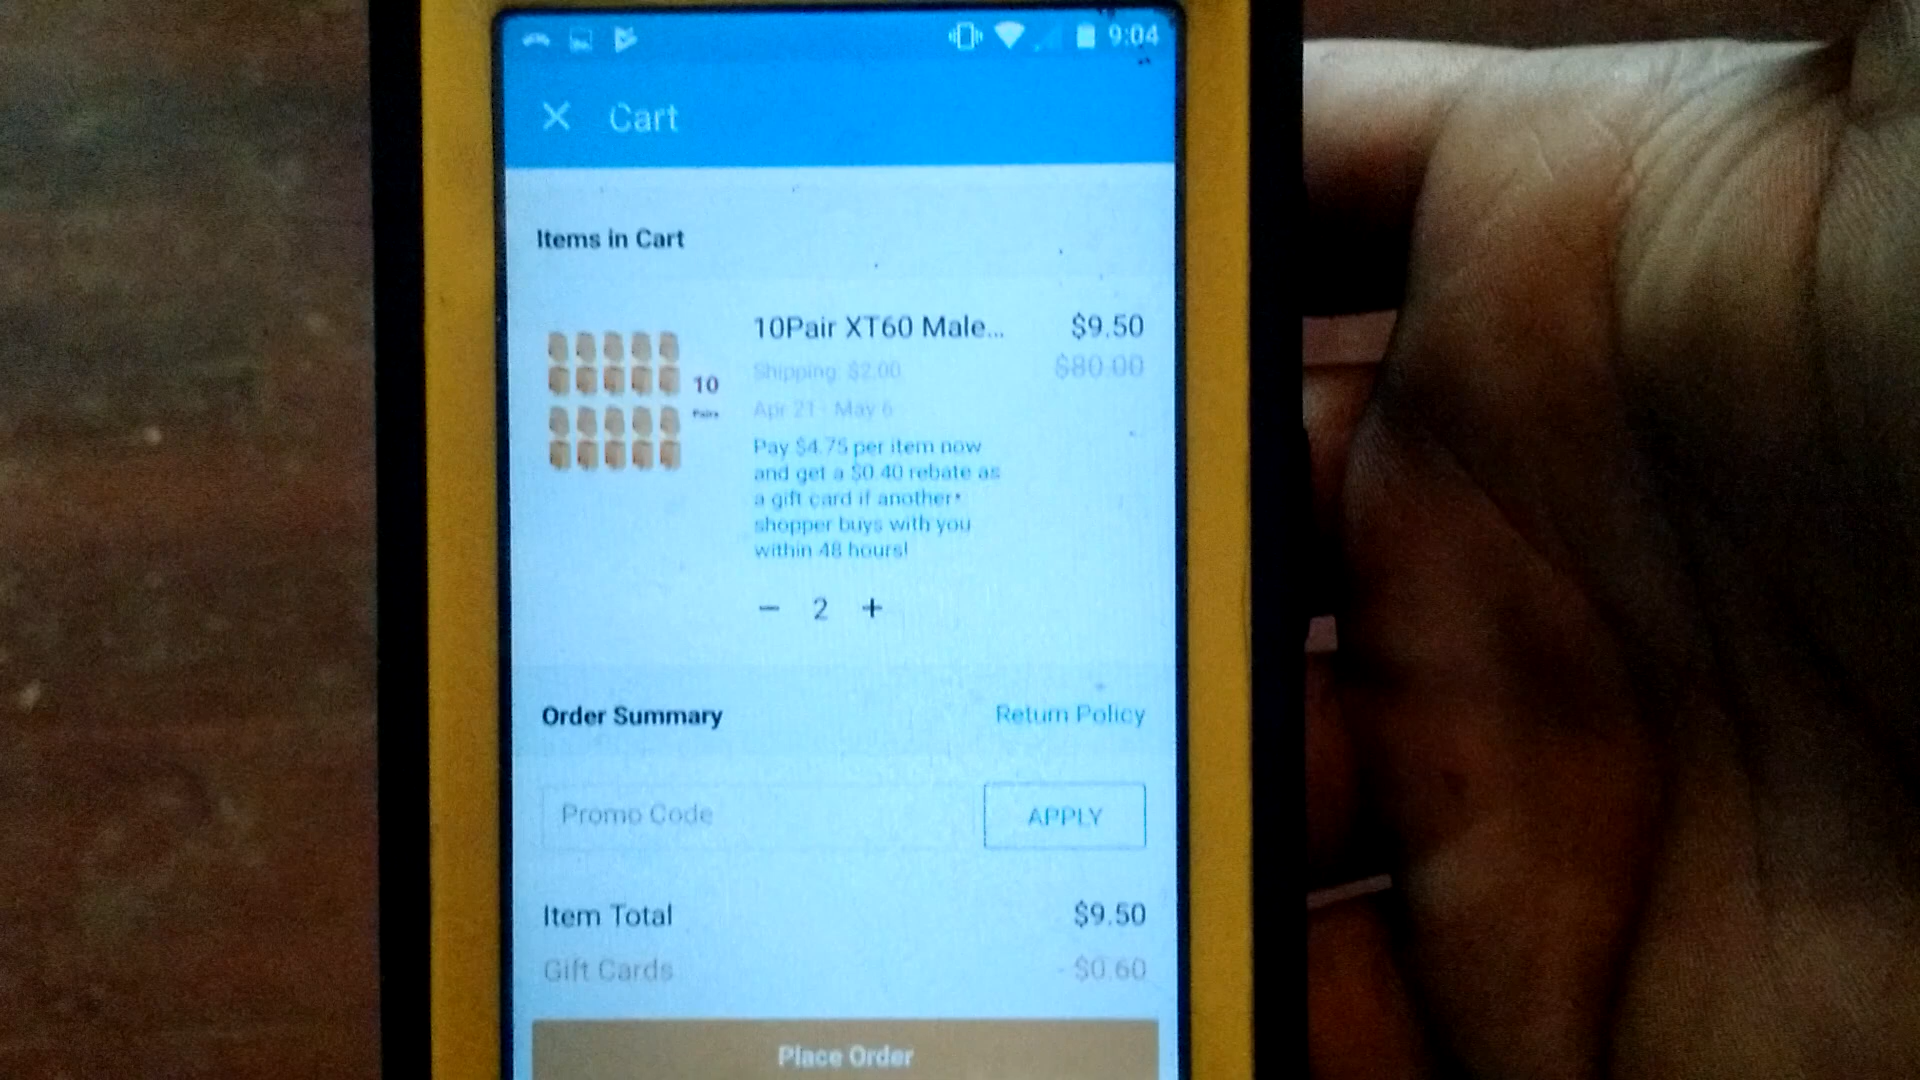 9:04
Cart
Items in Cart
10Pair XT60 Male...
$9.50
Shipping: $2.00
$80.00
10
Pairs
Apr 21 - May 6
Pay $4.75 per item now
and get a $0.40 rebate as
a gift card if another
shopper buys with you
within 48 hours!
2
Order Summary
Return Policy
Promo Code
APPLY
Item Total
$9.50
Gift Cards
- $0.60
Place Order